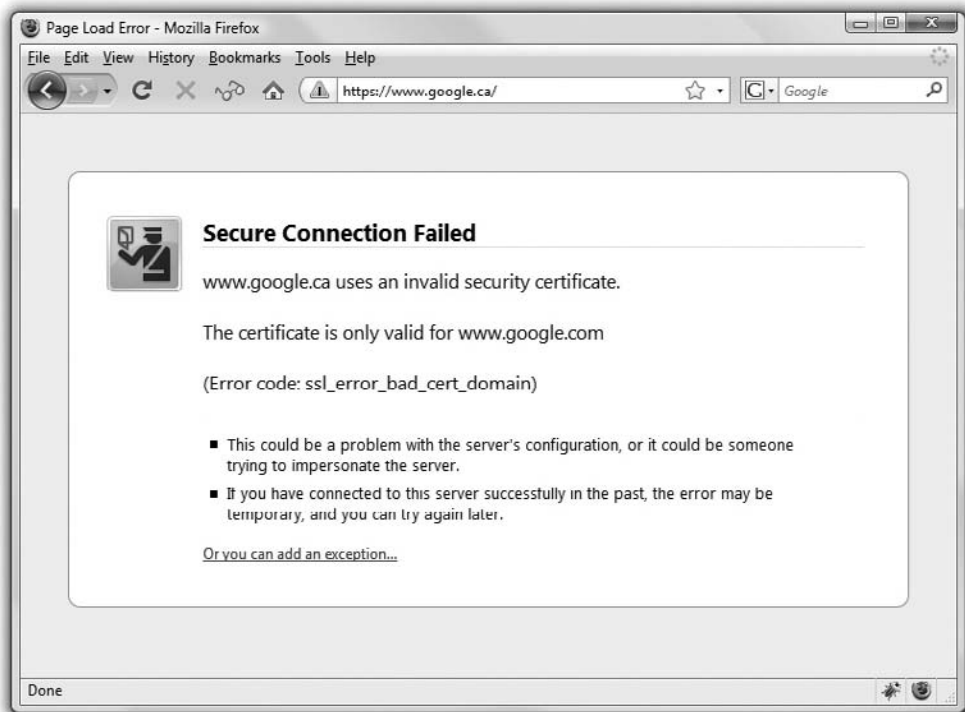 Page Load Error - Mozilla Firefox
File Edit View History Bookmarks Tools Help
https://www.google.ca/
G Google
Secure Connection Failed
www.google.ca uses an invalid security certificate.
The certificate is only valid for www.google.com
(Error code: ssl_error_bad_cert_domain)
This could be a problem with the server's configuration, or it could be someone
trying to impersonate the server.
If you have connected to this server successfully in the past, the error may be
temporary, and you can try again later.
Or you can add an exception...
Done